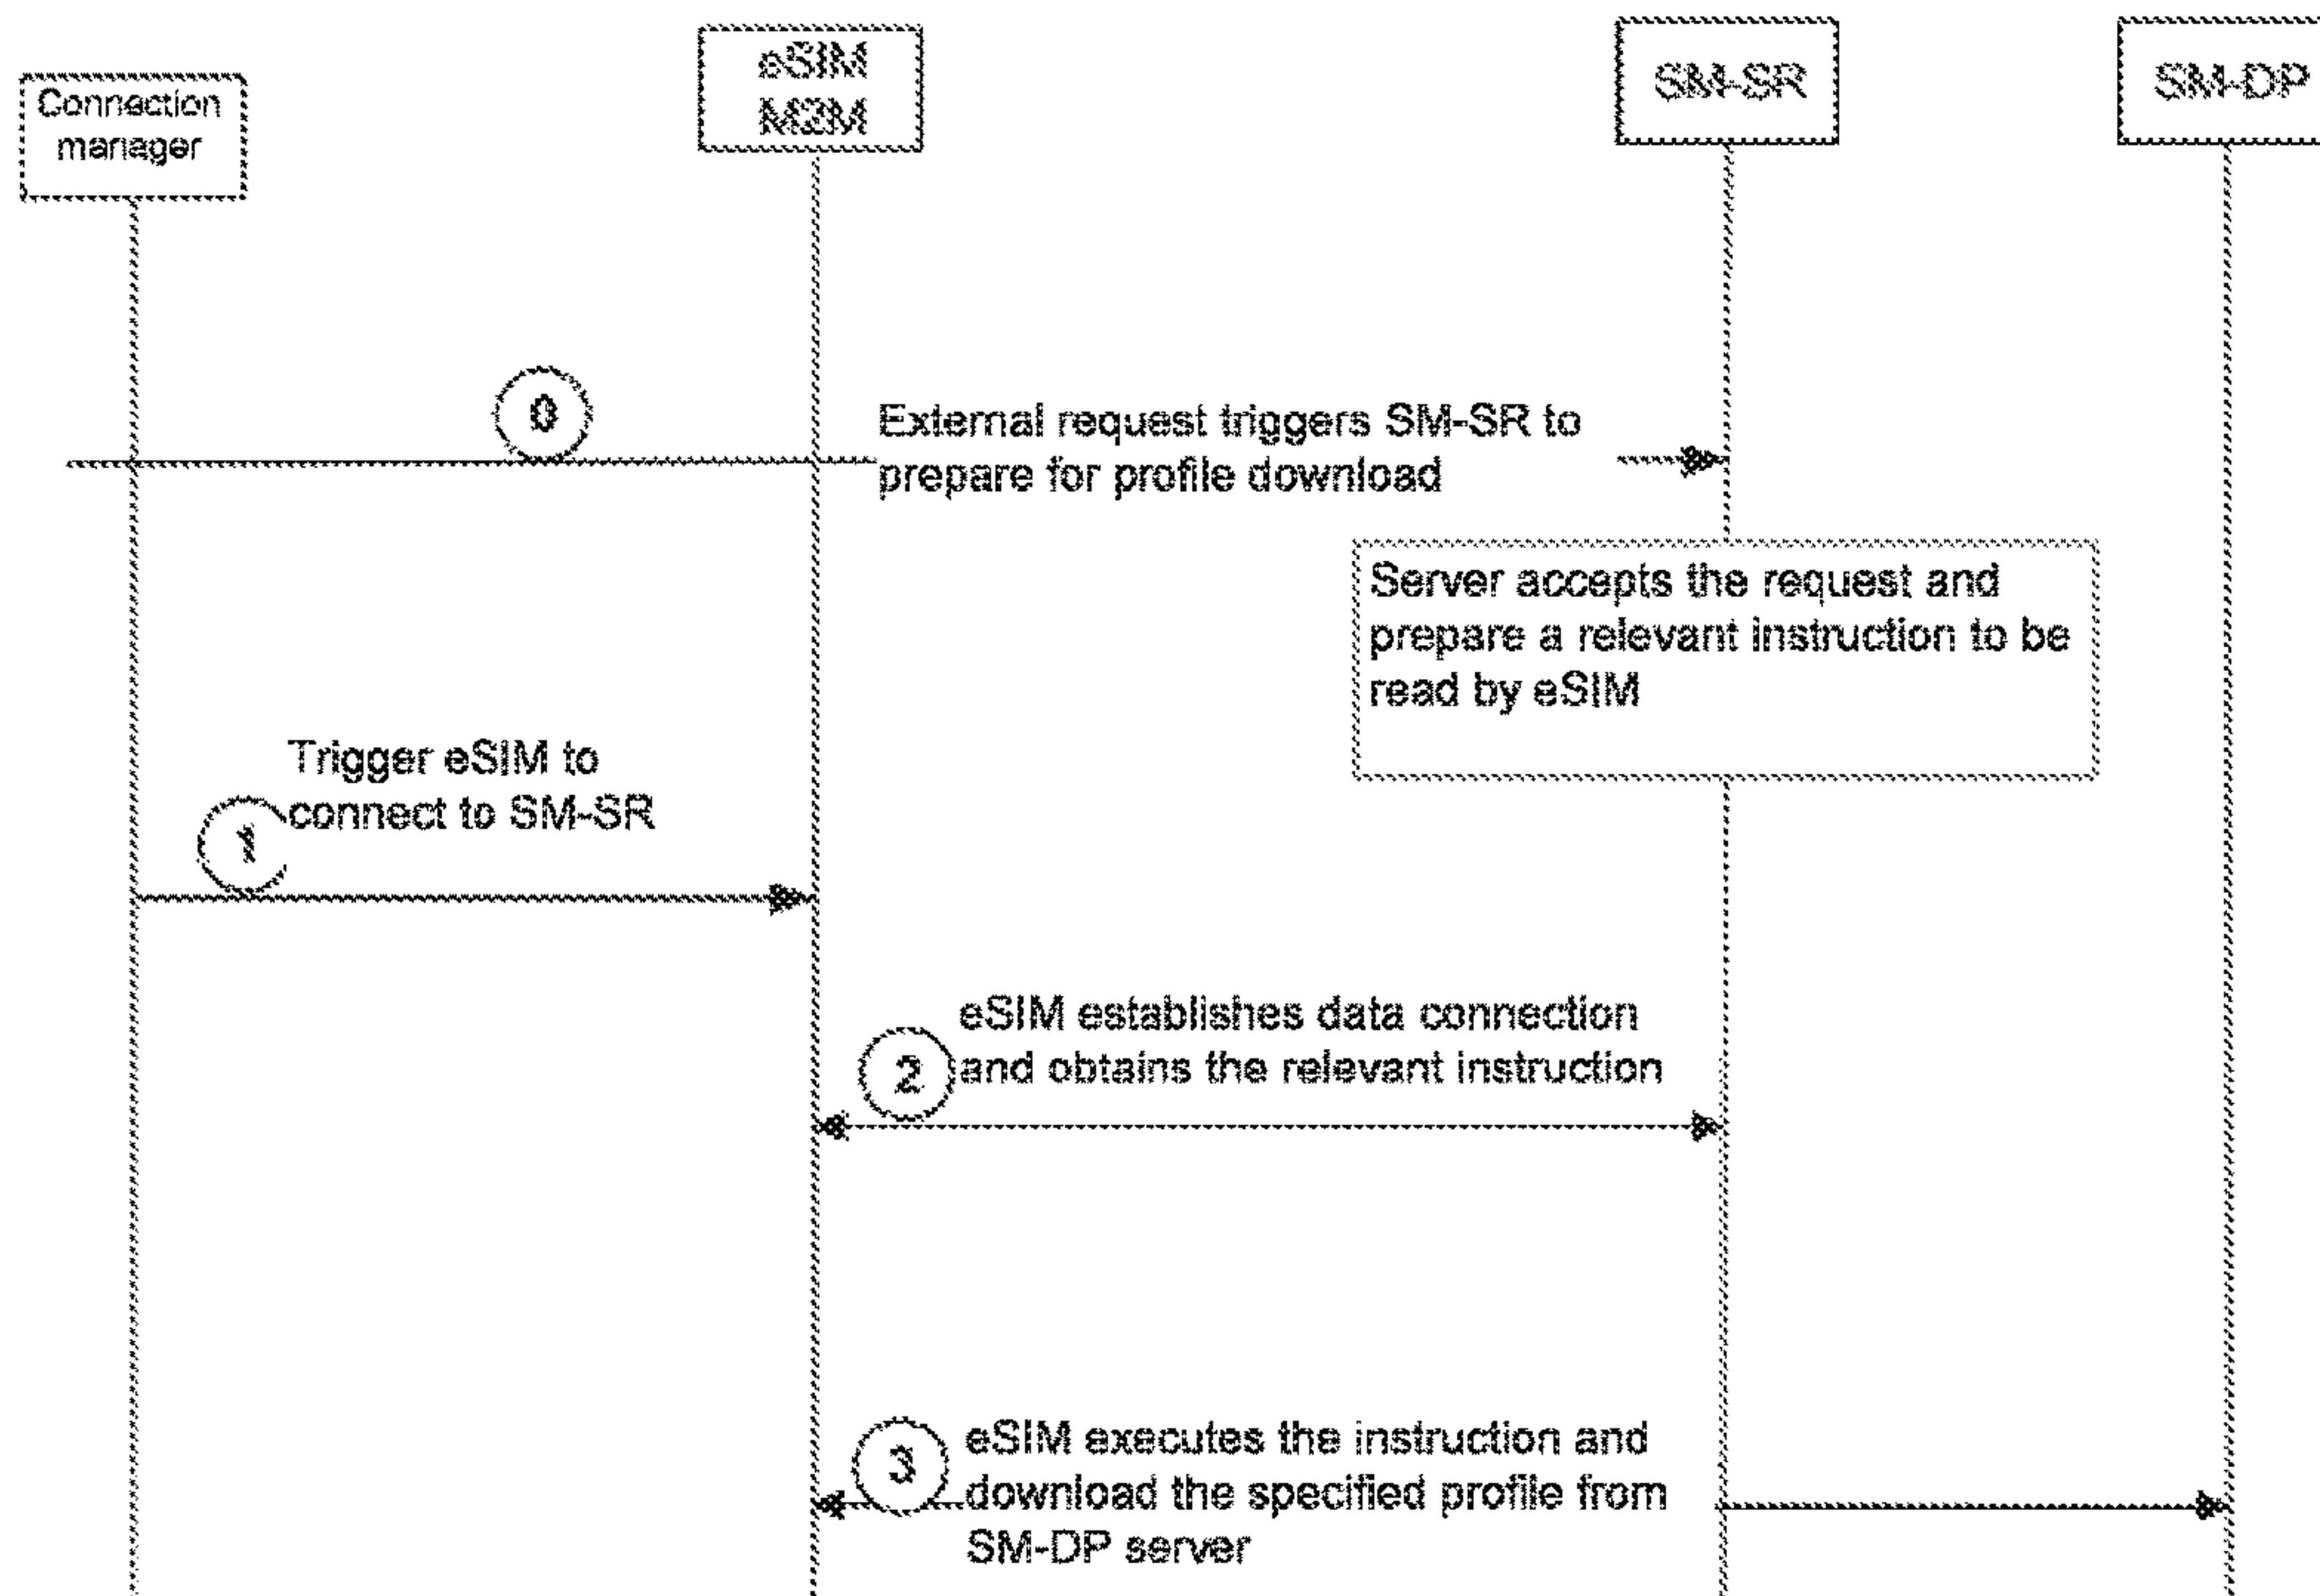 Connection
manager
eSIM
M2M
SM-SR
SM-DP
0
External request triggers SM-SR to
prepare for profile download
Server accepts the request and
prepare a relevant instruction to be
read by eSIM
Trigger eSIM to
connect to SM-SR
1
eSIM establishes data connection
and obtains the relevant instruction
2
3
eSIM executes the instruction and
download the specified profile from
SM-DP server